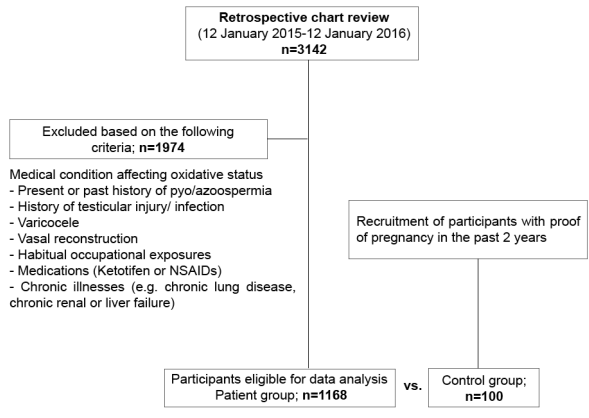 Retrospective chart review
(12 January 2015-12 January 2016)
n=3142
Excluded based on the following
criteria; n=1974
Medical condition affecting oxidative status
- Present or past history of pyo/azoospermia
- History of testicular injury/ infection
- Varicocele
- Vasal reconstruction
- Habitual occupational exposures
- Medications (Ketotifen or NSAIDs)
- Chronic illnesses (e.g. chronic lung disease,
chronic renal or liver failure)
Recruitment of participants with proof
of pregnancy in the past 2 years
Participants eligible for data analysis
Patient group; n=1168
vs.
Control group;
n=100